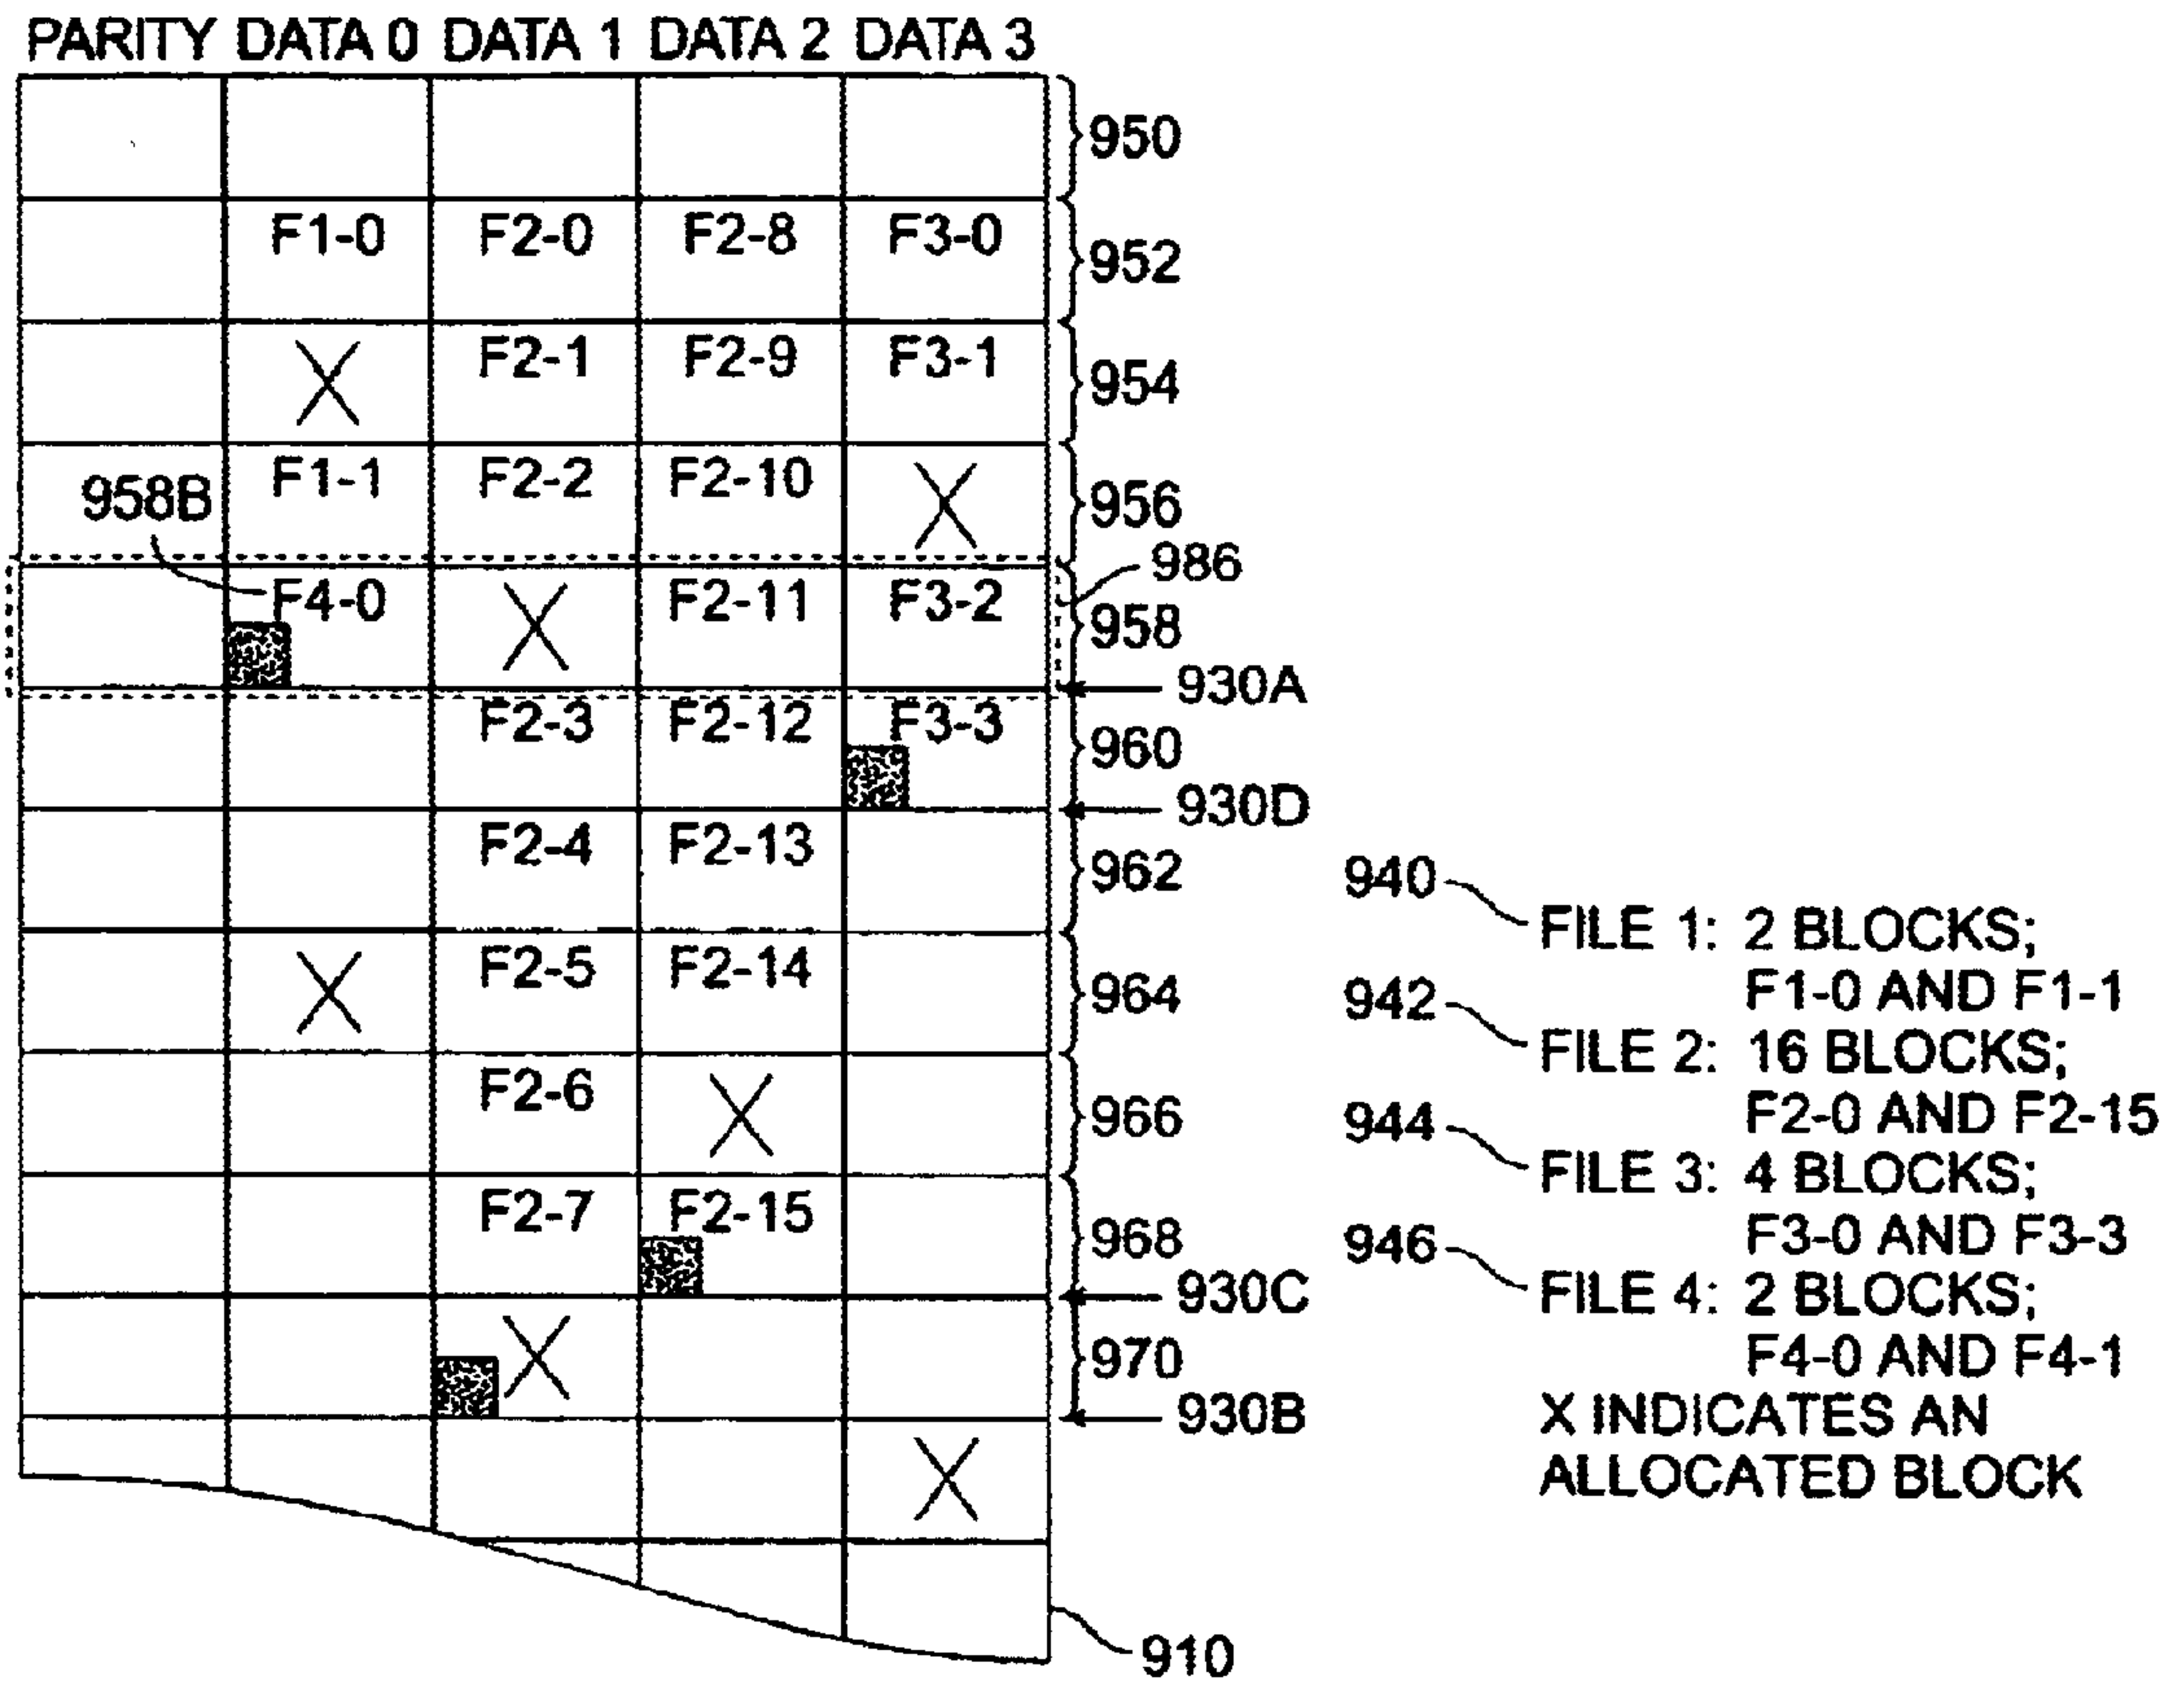 PARITY DATA 0 DATA 1 DATA 2 DATA 3
950
F1-0 F2-0 F2-8 F3-0
952
X F2-1 F2-9 F3-1
954
958B F1-1 F2-2 F2-10 X
956
986
F4-0 X F2-11 F3-2
958
930A
F2-3 F2-12 F3-3
960
930D
F2-4 F2-13
962
X F2-5 F2-14
964
F2-6 X
966
F2-7 F2-15
968
930C
X
970
930B
X
910
940
FILE 1: 2 BLOCKS;
F1-0 AND F1-1
942
FILE 2: 16 BLOCKS;
F2-0 AND F2-15
944
FILE 3: 4 BLOCKS;
F3-0 AND F3-3
946
FILE 4: 2 BLOCKS;
F4-0 AND F4-1
X INDICATES AN
ALLOCATED BLOCK